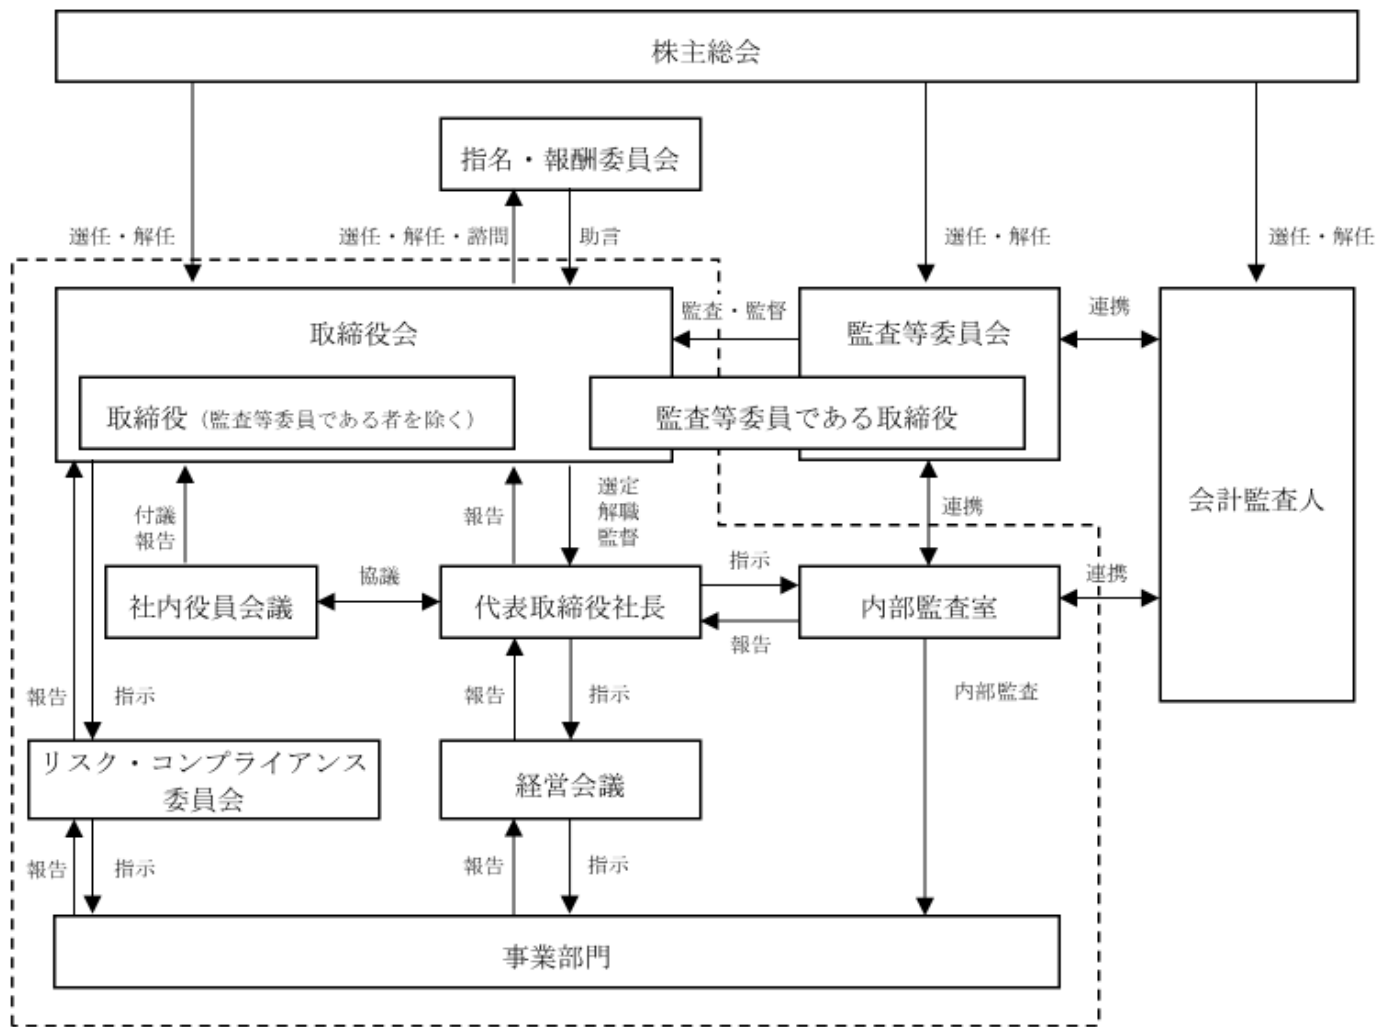 株主総会
指名・報酬委員会
選任・解任
選任・解任・諮問
助言
選任・解任
選任・解任
取締役会
監査・監督
監査等委員会
連携
取締役（監査等委員である者を除く）
監査等委員である取締役
会計監査人
付議
報告
報告
選定
解職
監督
連携
社内役員会議
協議
代表取締役社長
指示
報告
内部監査室
連携
報告
指示
報告
指示
内部監査
リスク・コンプライアンス
委員会
経営会議
報告
指示
報告
指示
事業部門